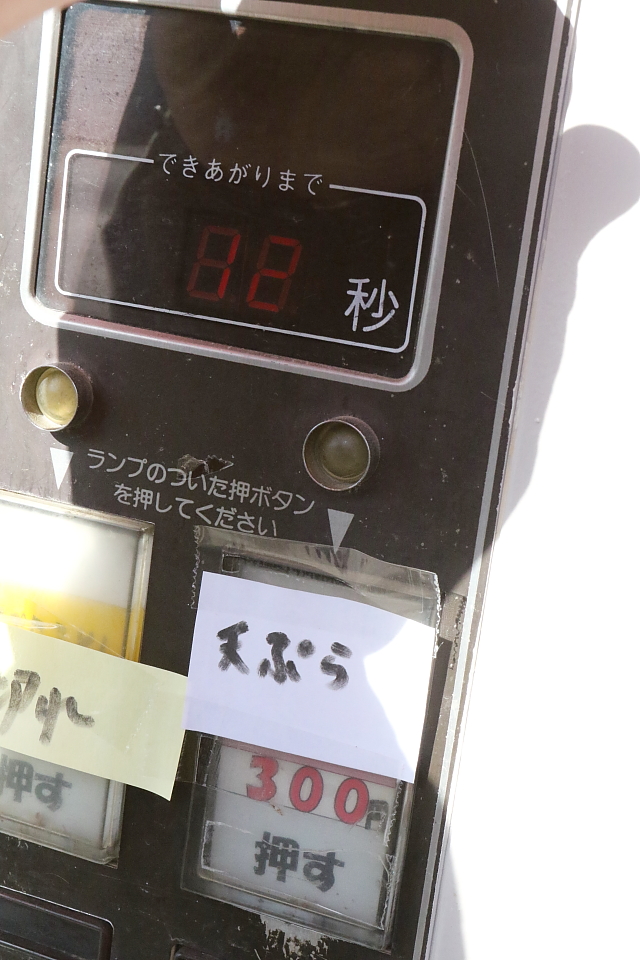 できあがりまで
12
秒
ランプのついた押ボタン
を押してください
天ぷら
300円
押す
押す